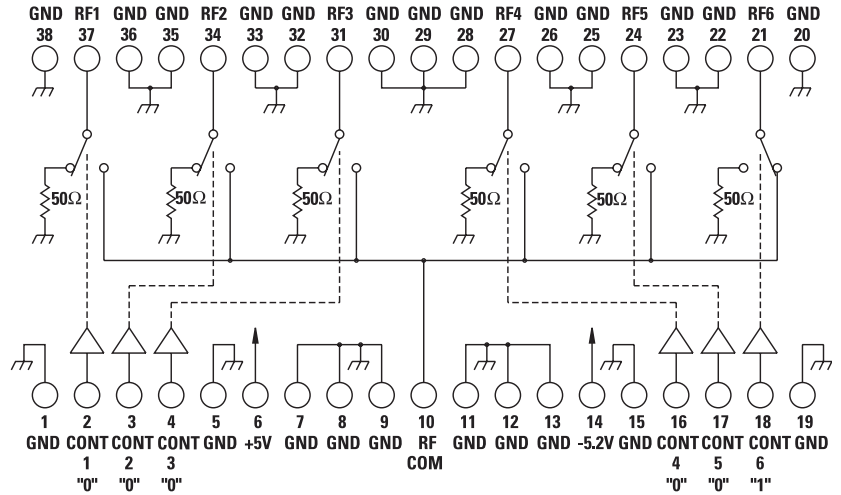 GND RF1 GND GND RF2 GND GND RF3 GND GND GND RF4 GND GND RF5 GND GND RF6 GND
38 37 36 35 34 33 32 31 30 29 28 27 26 25 24 23 22 21 20
50Ω 50Ω 50Ω 50Ω 50Ω 50Ω
1 2 3 4 5 6 7 8 9 10 11 12 13 14 15 16 17 18 19
GND CONT CONT CONT GND +5V GND GND GND RF GND GND GND -5.2V GND CONT CONT CONT GND
1 2 3 COM 4 5 6
"0" "0" "0" "0" "0" "1"